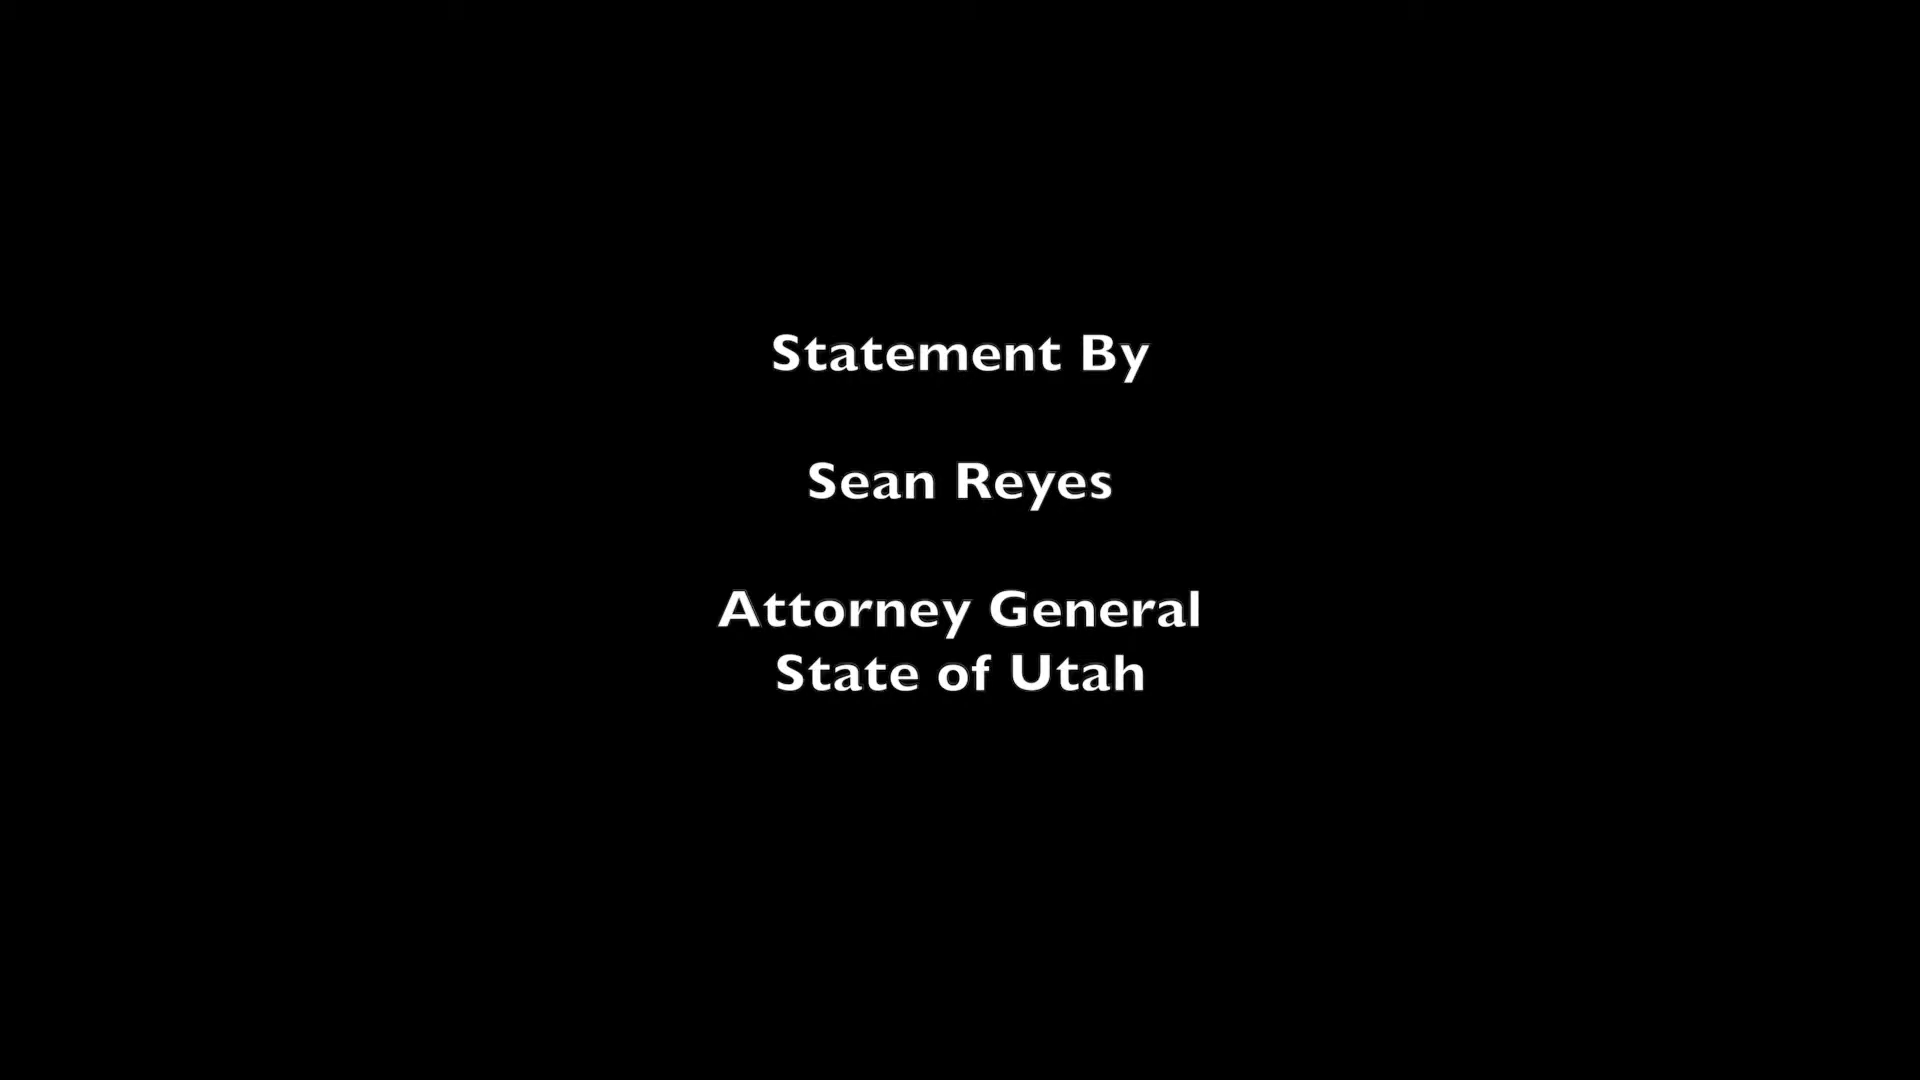 Statement By
Sean Reyes
Attorney General
State of Utah